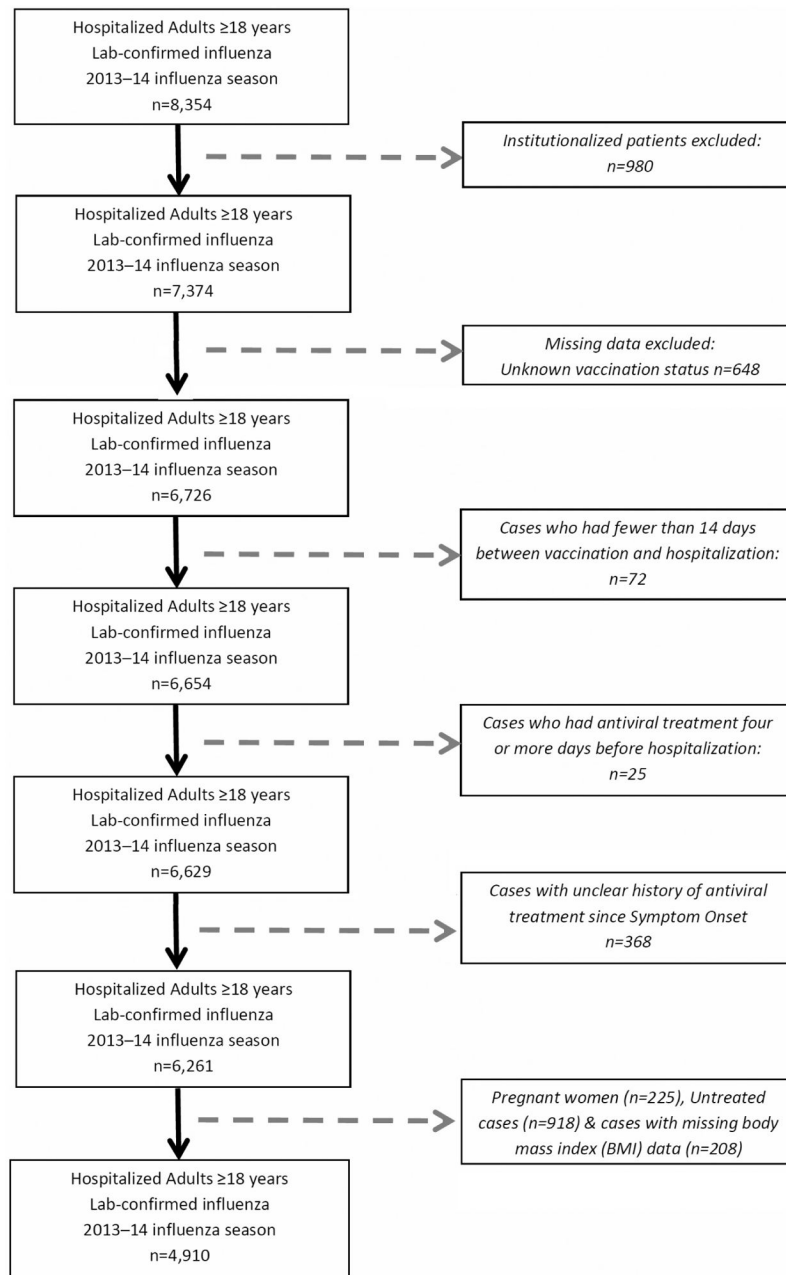 Hospitalized Adults ≥18 years
Lab-confirmed influenza
2013–14 influenza season
n=8,354
Institutionalized patients excluded:
n=980
Hospitalized Adults ≥18 years
Lab-confirmed influenza
2013–14 influenza season
n=7,374
Missing data excluded:
Unknown vaccination status n=648
Hospitalized Adults ≥18 years
Lab-confirmed influenza
2013–14 influenza season
n=6,726
Cases who had fewer than 14 days
between vaccination and hospitalization:
n=72
Hospitalized Adults ≥18 years
Lab-confirmed influenza
2013–14 influenza season
n=6,654
Cases who had antiviral treatment four
or more days before hospitalization:
n=25
Hospitalized Adults ≥18 years
Lab-confirmed influenza
2013–14 influenza season
n=6,629
Cases with unclear history of antiviral
treatment since Symptom Onset
n=368
Hospitalized Adults ≥18 years
Lab-confirmed influenza
2013–14 influenza season
n=6,261
Pregnant women (n=225), Untreated
cases (n=918) & cases with missing body
mass index (BMI) data (n=208)
Hospitalized Adults ≥18 years
Lab-confirmed influenza
2013–14 influenza season
n=4,910